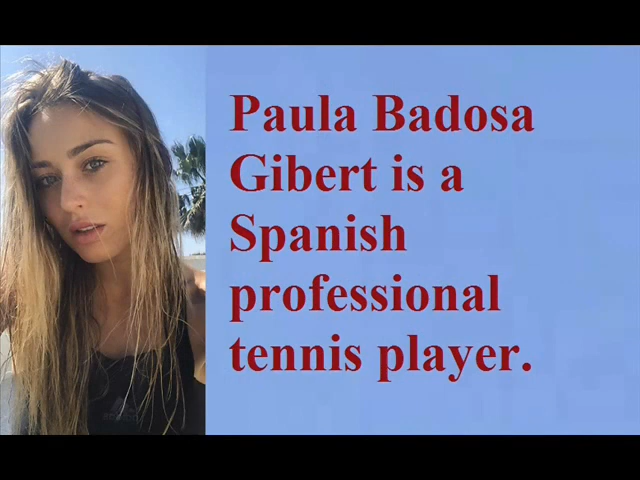 Paula Badosa
Gibert is a
Spanish
professional
tennis player.